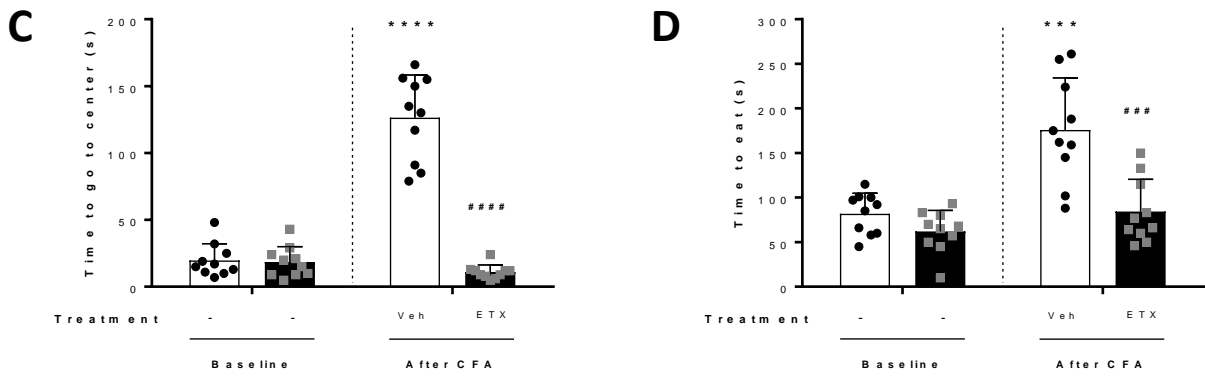 C
Time to go to center (s)
200
150
100
50
0
* * * *
# # # #
Treatment - - Veh ETX
Baseline After CFA
D
Time to eat (s)
300
250
200
150
100
50
0
* * *
# # #
Treatment - - Veh ETX
Baseline After CFA